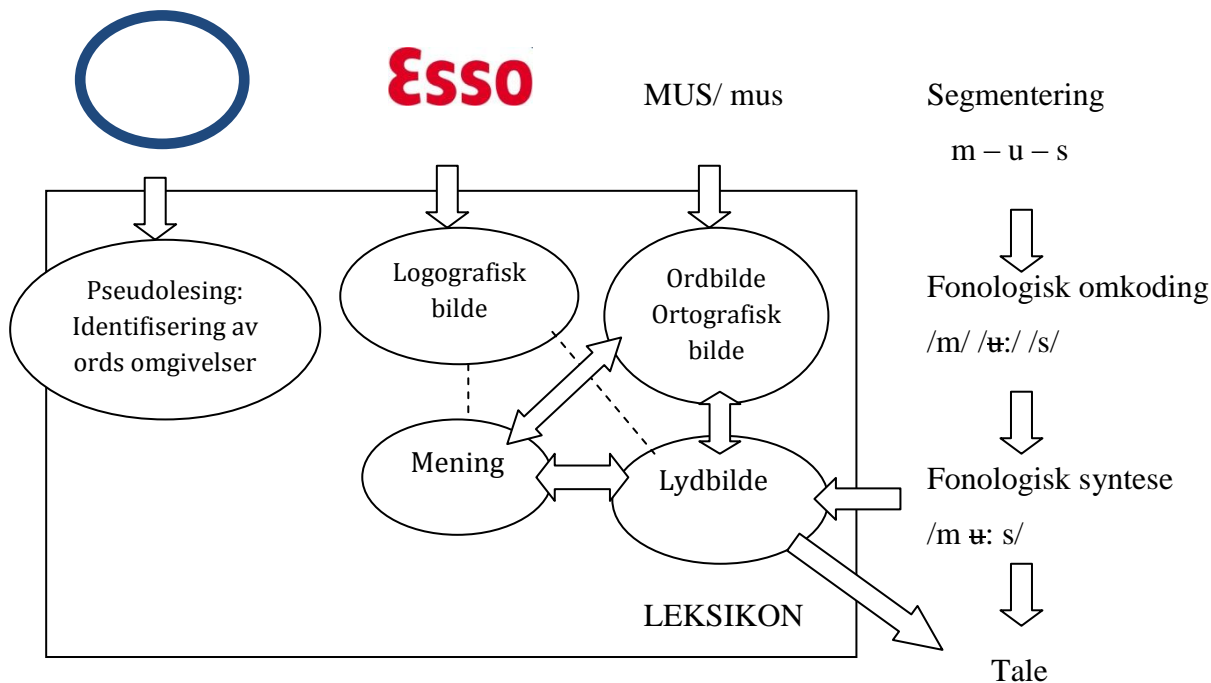 Esso
MUS/ mus
Segmentering
m – u – s
Pseudolesing:
Identifisering av
ords omgivelser
Logografisk
bilde
Ordbilde
Ortografisk
bilde
Fonologisk omkoding
/m/ /ʉ:/ /s/
Mening
Lydbilde
Fonologisk syntese
/m ʉ: s/
LEKSIKON
Tale